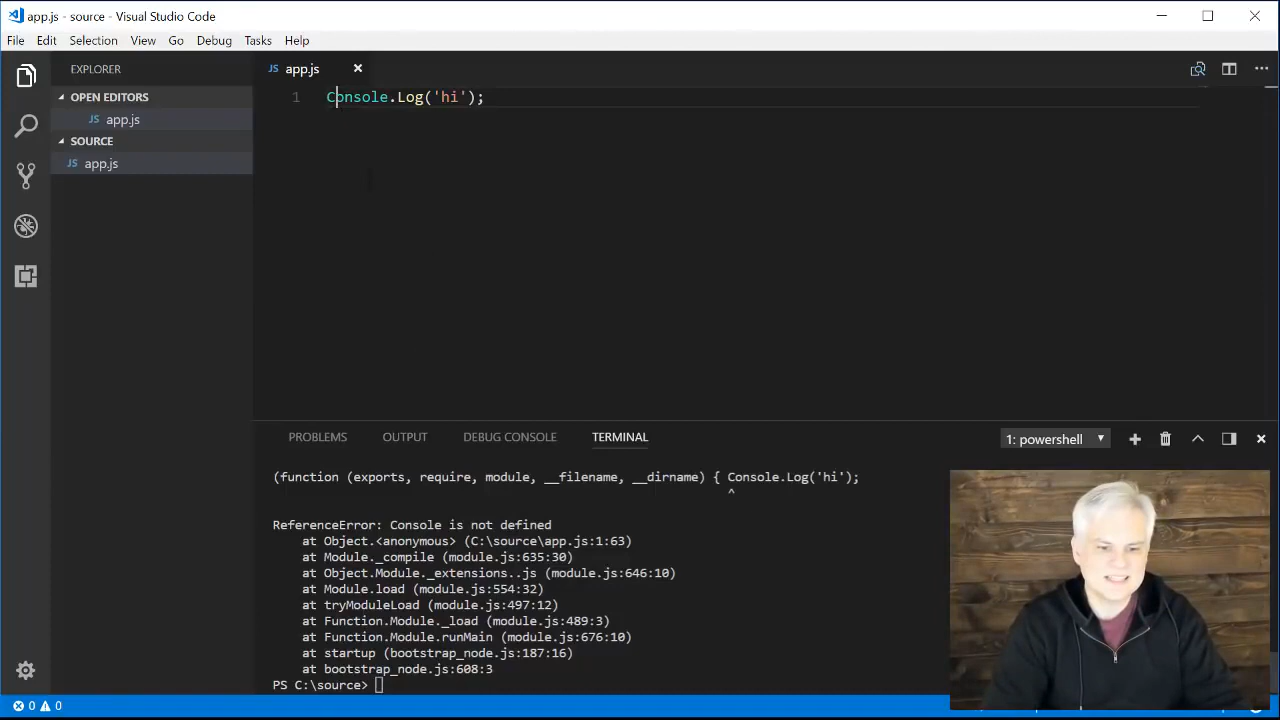 app.js - source - Visual Studio Code
File Edit Selection View Go Debug Tasks Help
EXPLORER
JS app.js
OPEN EDITORS
JS app.js
SOURCE
JS app.js
1 Console.Log('hi');
PROBLEMS OUTPUT DEBUG CONSOLE TERMINAL
1: powershell
(function (exports, require, module, __filename, __dirname) { Console.Log('hi');
^
ReferenceError: Console is not defined
at Object.<anonymous> (C:\source\app.js:1:63)
at Module._compile (module.js:635:30)
at Object.Module._extensions..js (module.js:646:10)
at Module.load (module.js:554:32)
at tryModuleLoad (module.js:497:12)
at Function.Module._load (module.js:489:3)
at Function.Module.runMain (module.js:676:10)
at startup (bootstrap_node.js:187:16)
at bootstrap_node.js:608:3
PS C:\source>
0 0